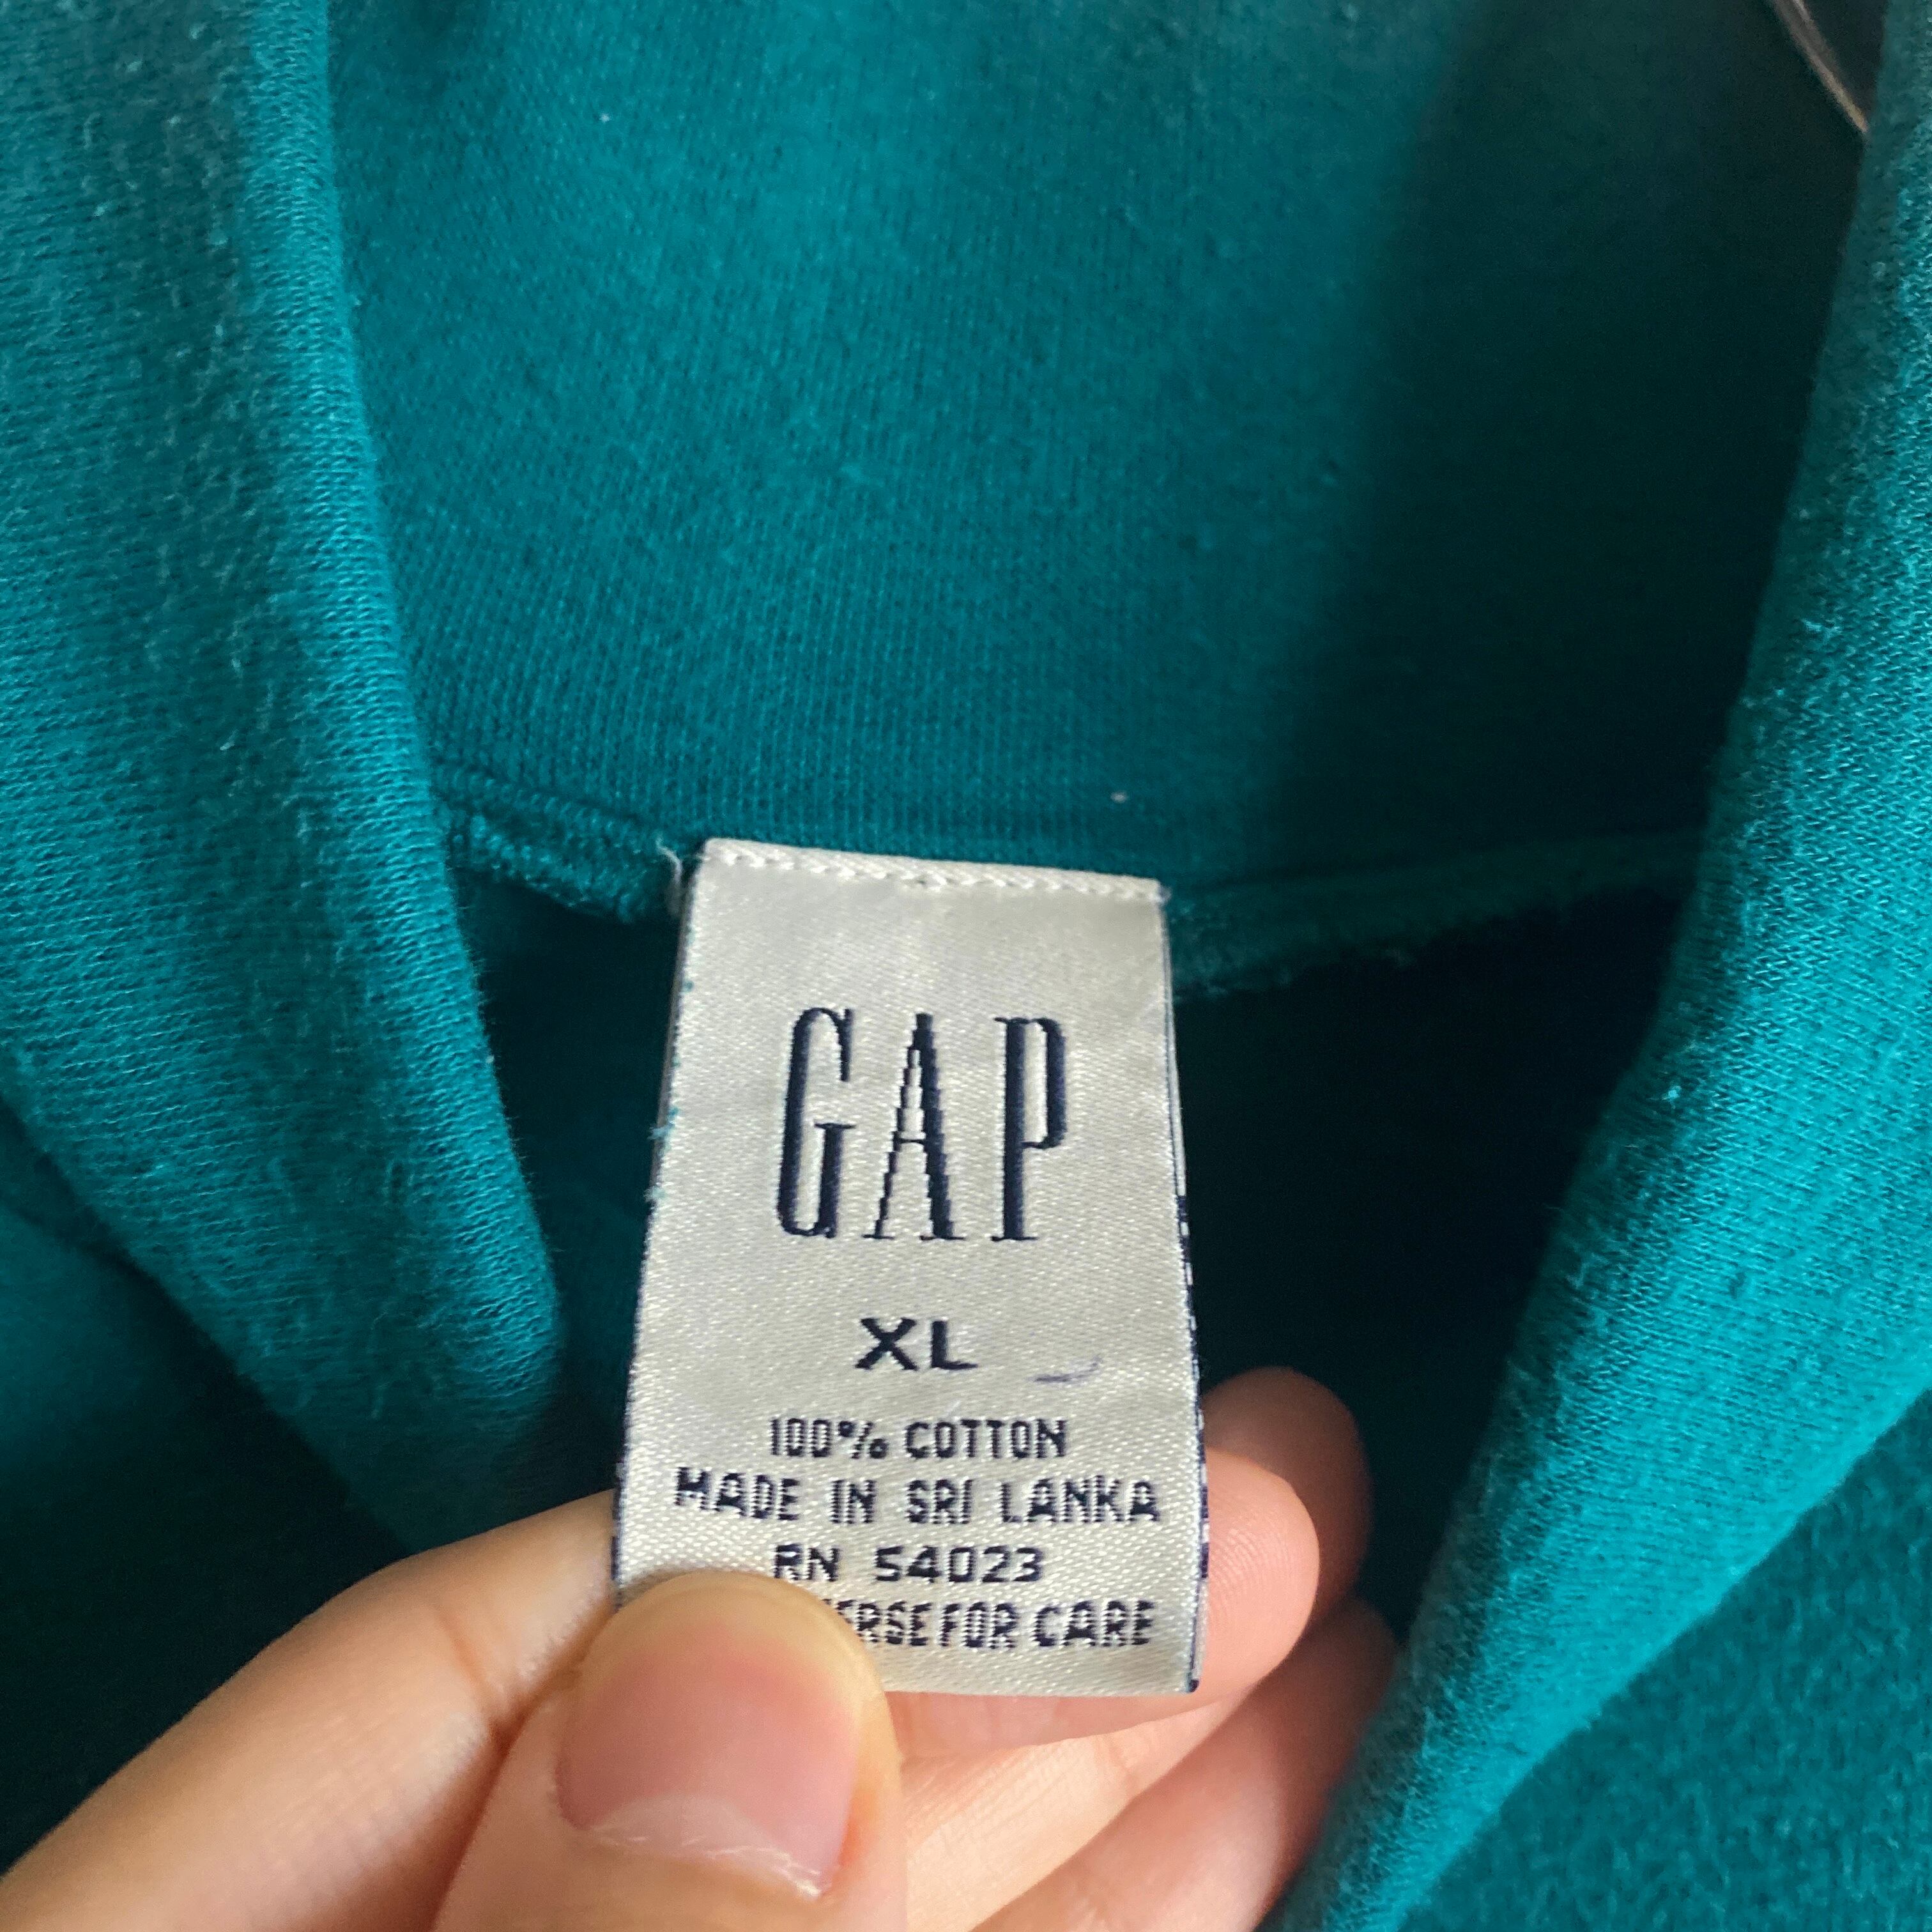 GAP
XL
100% COTTON
MADE IN SRI LANKA
RN 54023
FOR CARE